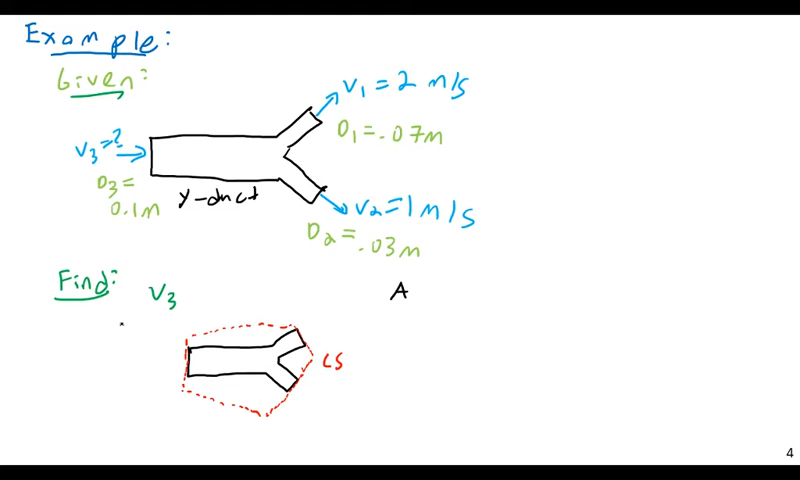 Example:
Given:
V₁ = 2 m/s
D₁ = .07m
V₃ = ?
D₃ =
0.1m
Y-duct
V₂ = 1 m/s
D₂ =
.03m
Find: V₃
A
CS
4